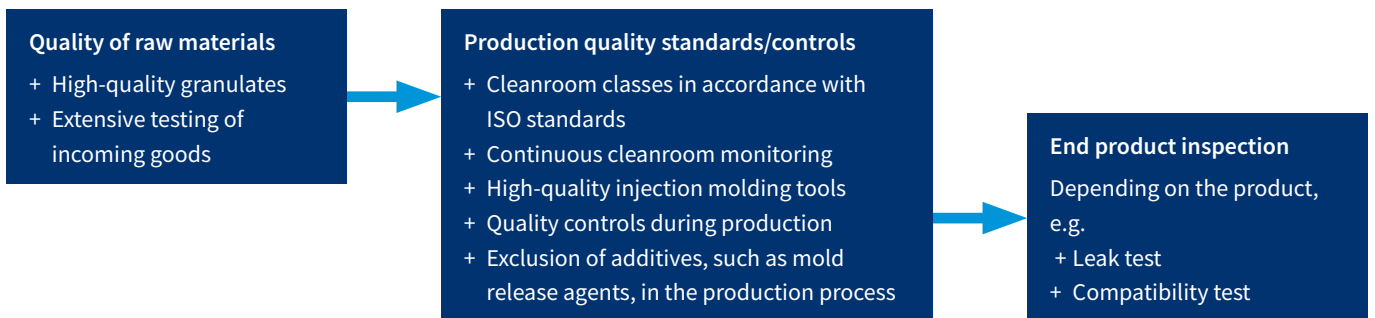 Quality of raw materials
+ High-quality granulates
+ Extensive testing of
incoming goods
Production quality standards/controls
+ Cleanroom classes in accordance with
ISO standards
+ Continuous cleanroom monitoring
+ High-quality injection molding tools
+ Quality controls during production
+ Exclusion of additives, such as mold
release agents, in the production process
End product inspection
Depending on the product,
e.g.
+ Leak test
+ Compatibility test